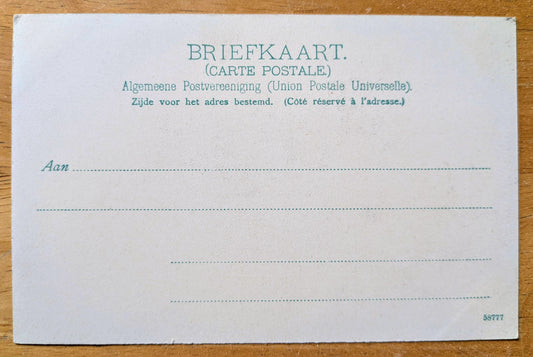 BRIEFKAART.
(CARTE POSTALE.)
Algemeene Postvereeniging (Union Postale Universelle).
Zijde voor het adres bestemd. (Côté réservé à l'adresse.)
Aan
58777